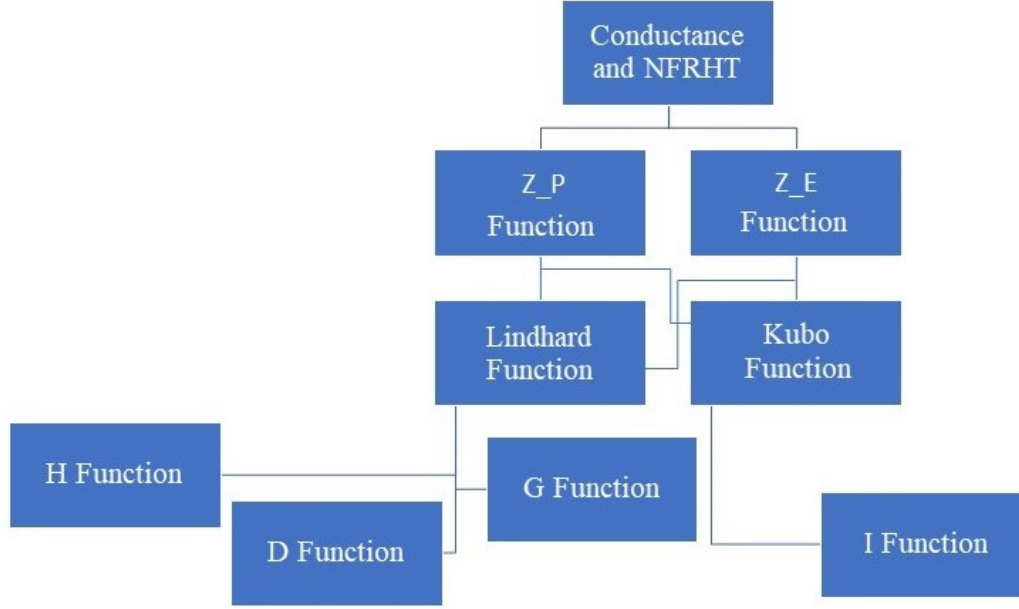 Conductance
and NFRHT
Z_P
Function
Z_E
Function
Lindhard
Function
Kubo
Function
H Function
G Function
D Function
I Function